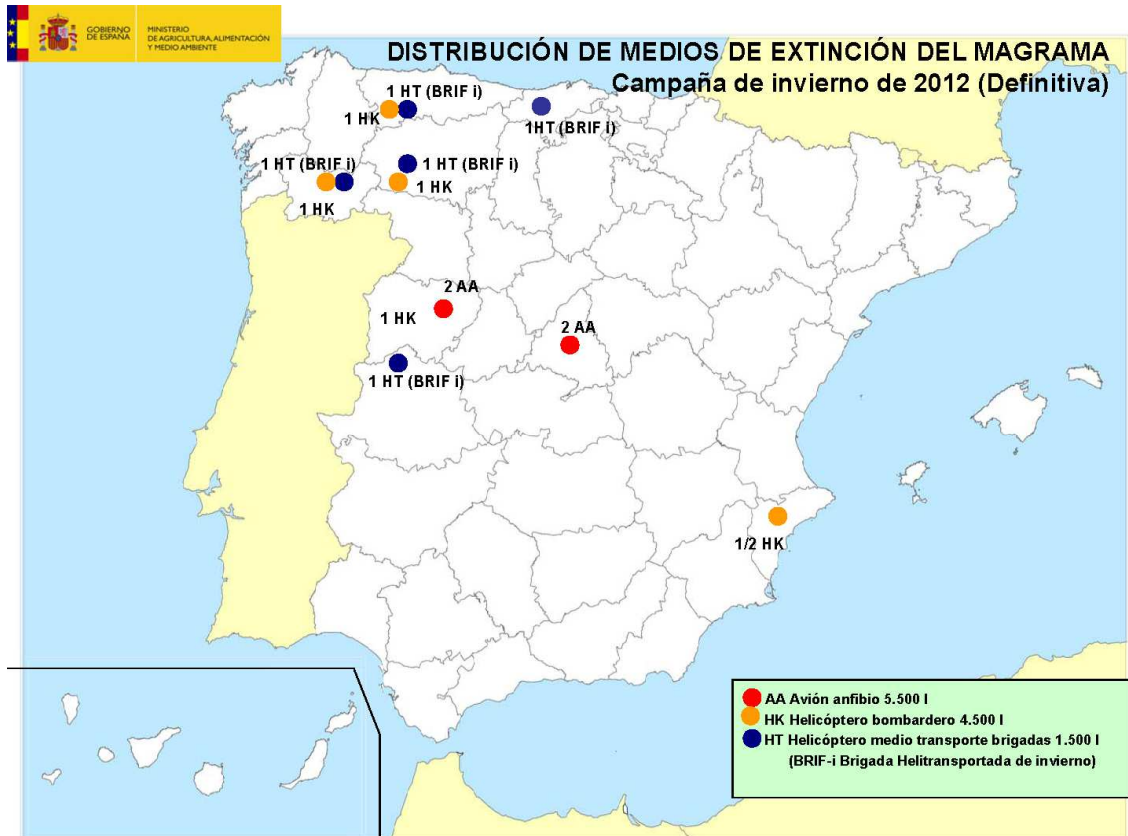 GOBIERNO
DE ESPAÑA
MINISTERIO
DE AGRICULTURA, ALIMENTACIÓN
Y MEDIO AMBIENTE
DISTRIBUCIÓN DE MEDIOS DE EXTINCIÓN DEL MAGRAMA
Campaña de invierno de 2012 (Definitiva)
1 HT (BRIF i)
1 HK
1HT (BRIF i)
1 HT (BRIF i)
1 HK
1 HT (BRIF i)
1 HK
2 AA
1 HK
2 AA
1 HT (BRIF i)
1/2 HK
AA Avión anfibio 5.500 l
HK Helicóptero bombardero 4.500 l
HT Helicóptero medio transporte brigadas 1.500 l
(BRIF-i Brigada Helitransportada de invierno)